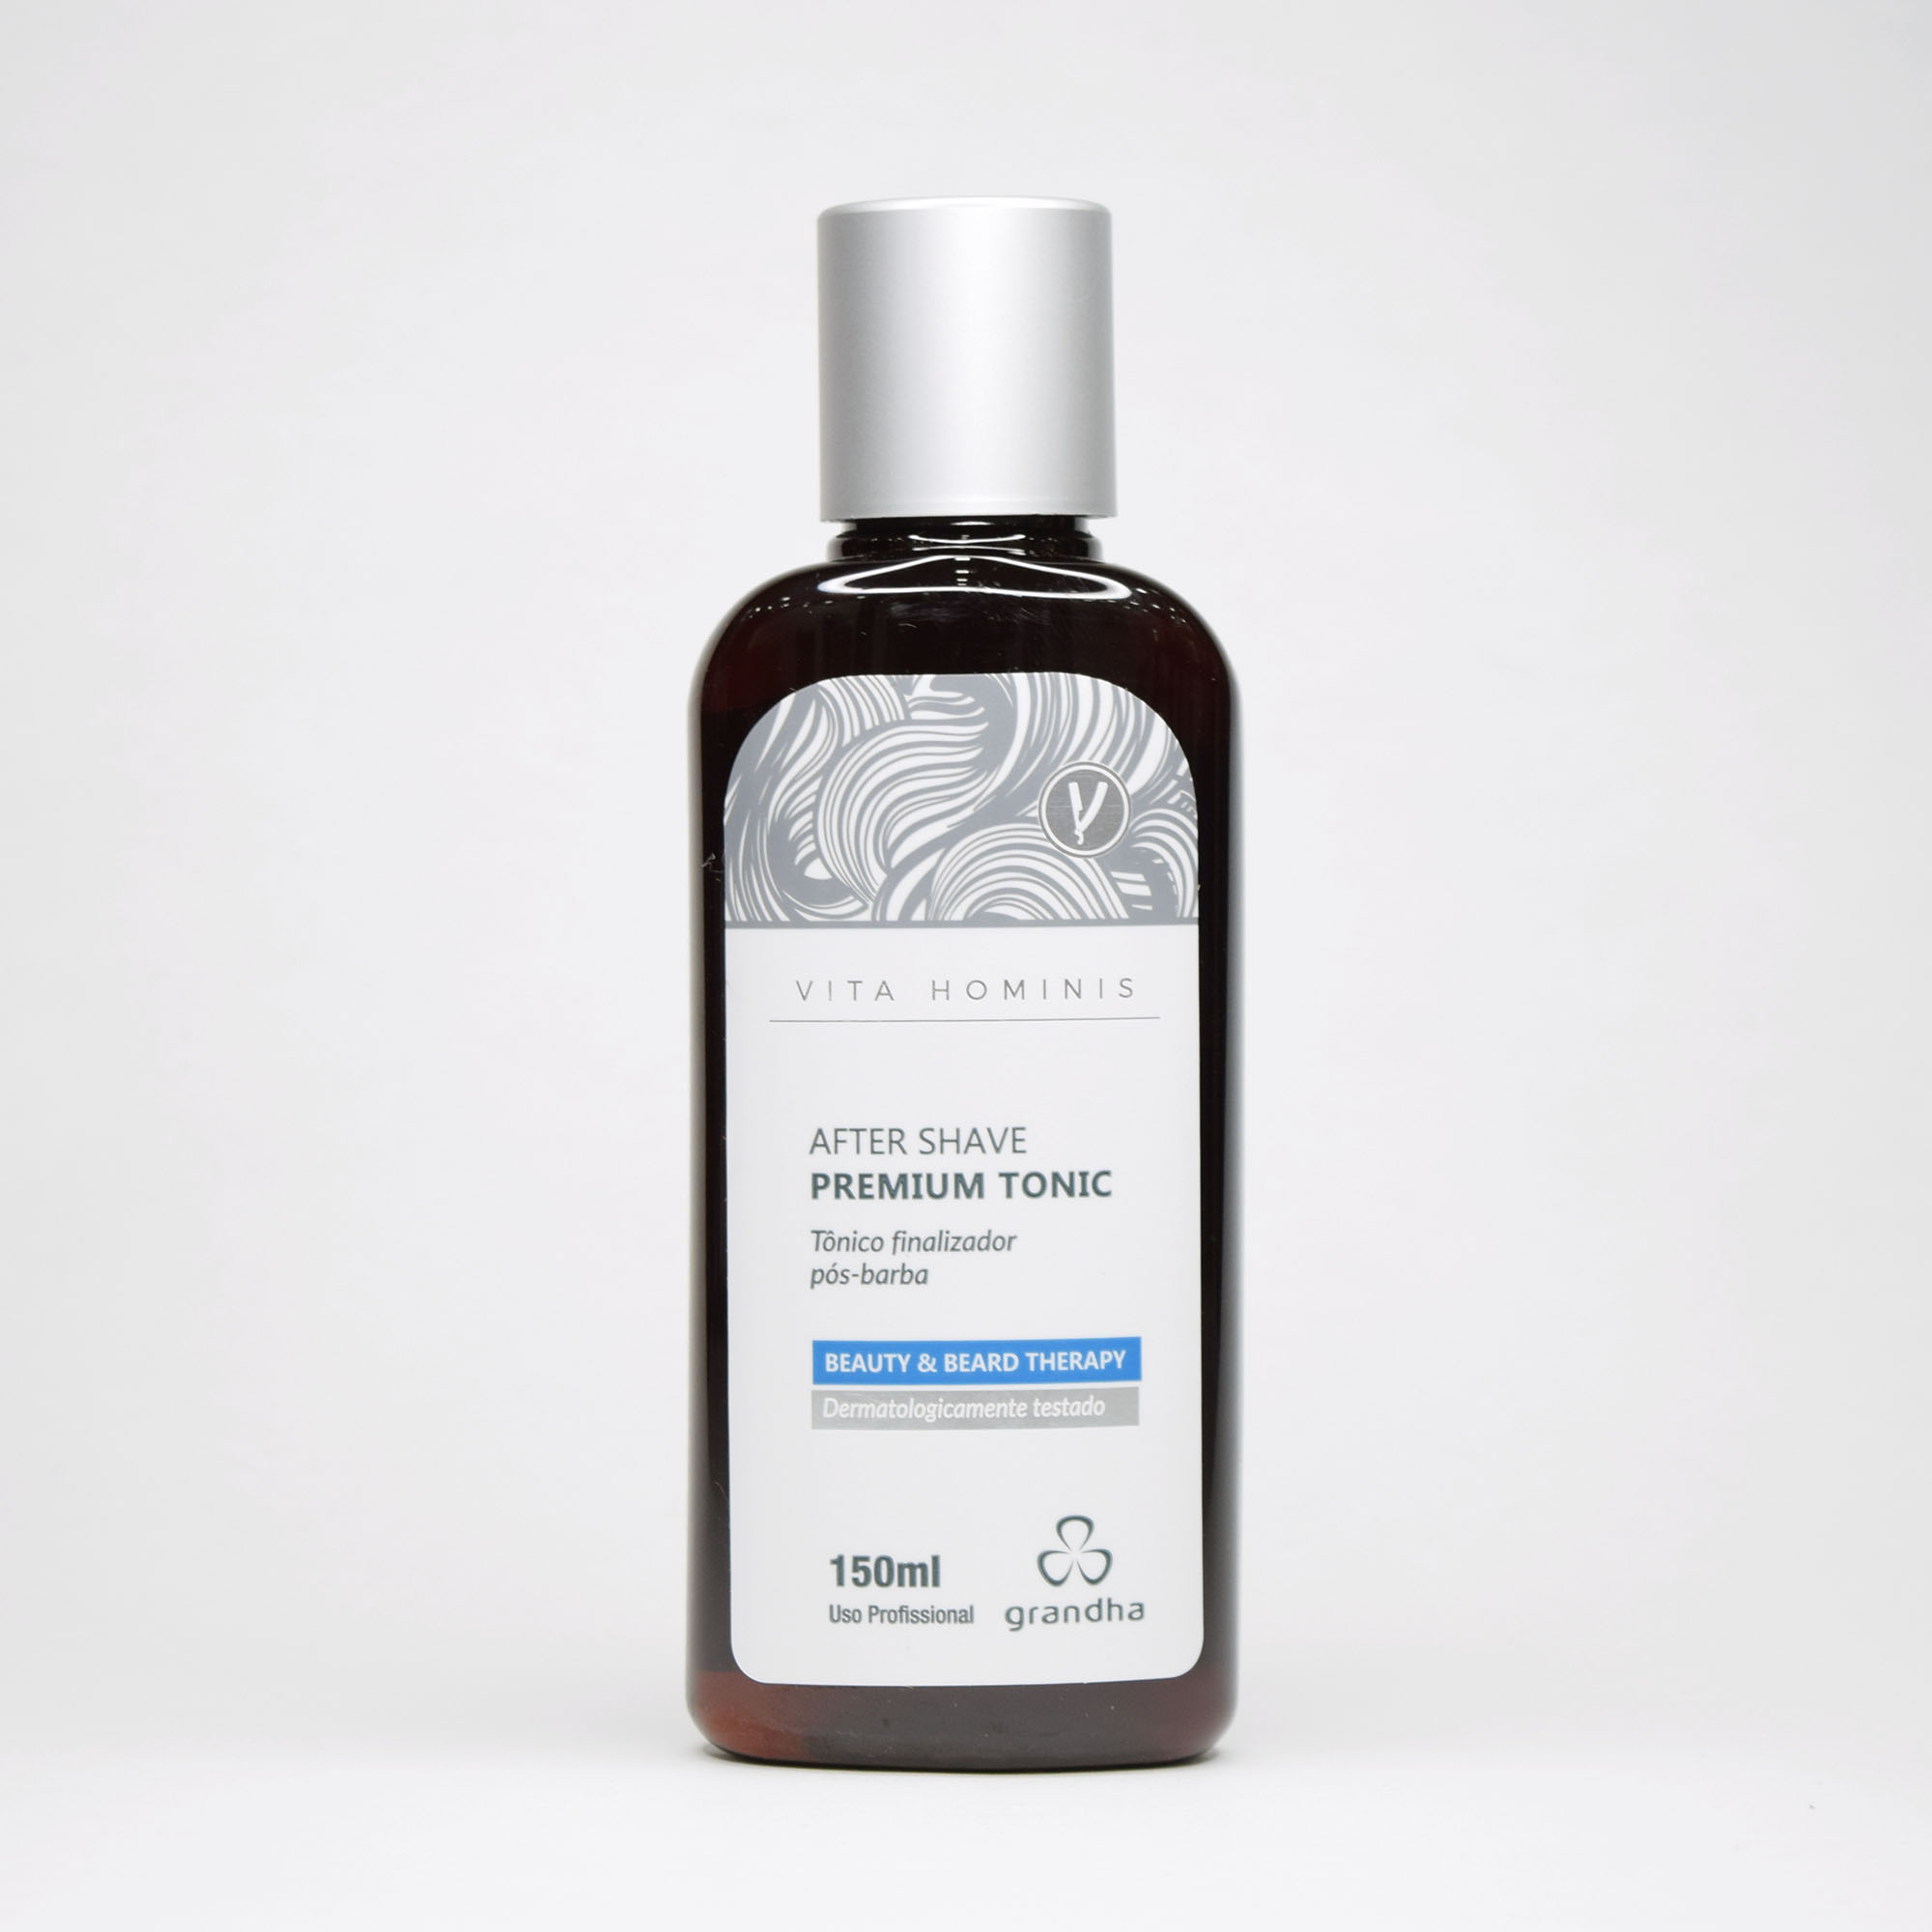 VITA HOMINIS
AFTER SHAVE
PREMIUM TONIC
Tônico finalizador
pós-barba
BEAUTY & BEARD THERAPY
Dermatologicamente testado
150ml
Uso Profissional
grandha